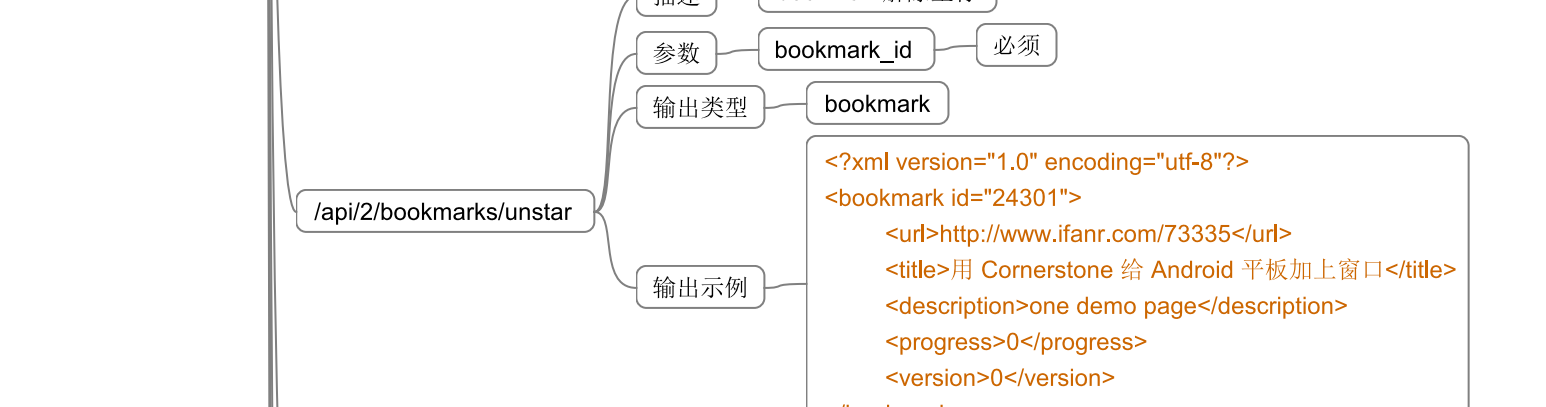 描述
参数 bookmark_id 必须
输出类型 bookmark
/api/2/bookmarks/unstar
输出示例
<?xml version="1.0" encoding="utf-8"?>
<bookmark id="24301">
<url>http://www.ifanr.com/73335</url>
<title>用 Cornerstone 给 Android 平板加上窗口</title>
<description>one demo page</description>
<progress>0</progress>
<version>0</version>